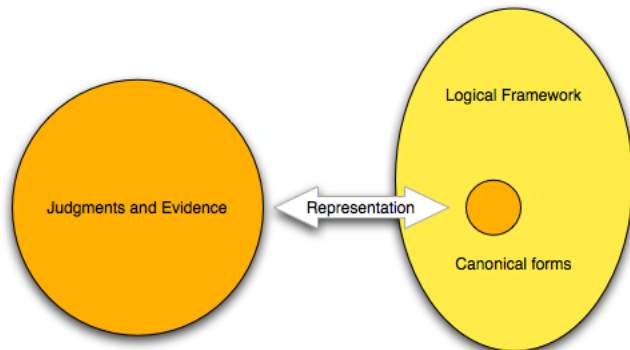 Logical Framework
Judgments and Evidence
Representation
Canonical forms